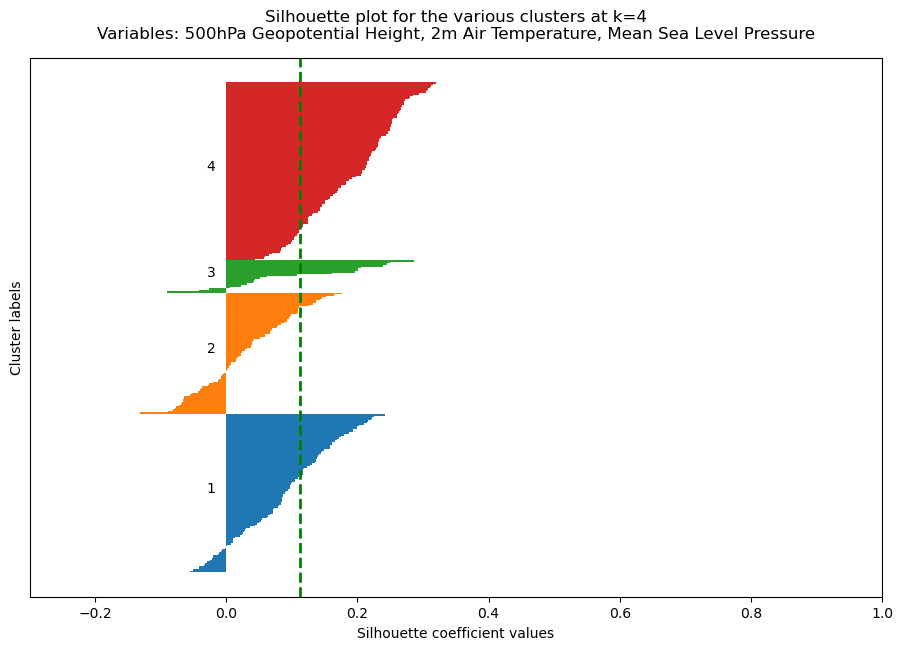 Silhouette plot for the various clusters at k=4
Variables: 500hPa Geopotential Height, 2m Air Temperature, Mean Sea Level Pressure
Cluster labels
4
3
2
1
−0.2
0.0
0.2
0.4
0.6
0.8
1.0
Silhouette coefficient values